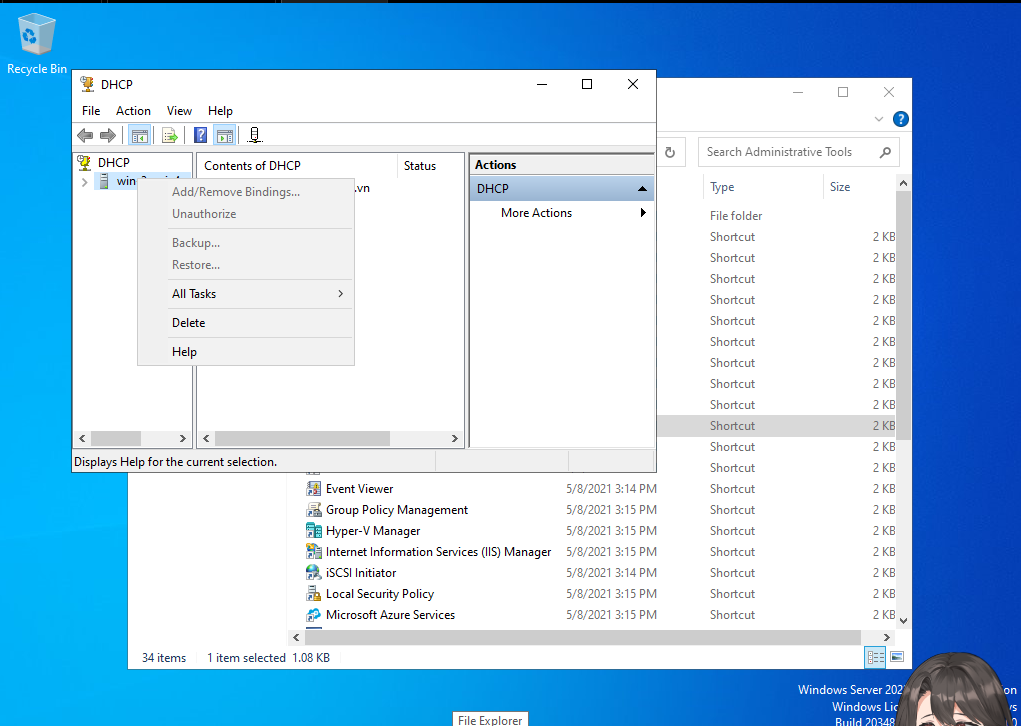 Recycle Bin
DHCP
File Action View Help
DHCP
Contents of DHCP
Status
.vn
Add/Remove Bindings...
Unauthorize
Backup...
Restore...
All Tasks
Delete
Help
Actions
DHCP
More Actions
Displays Help for the current selection.
Search Administrative Tools
Type Size
File folder
Shortcut 2 KB
Shortcut 2 KB
Shortcut 2 KB
Shortcut 2 KB
Shortcut 2 KB
Shortcut 2 KB
Shortcut 2 KB
Shortcut 2 KB
Shortcut 2 KB
Shortcut 2 KB
Shortcut 2 KB
Shortcut 2 KB
Event Viewer 5/8/2021 3:14 PM Shortcut 2 KB
Group Policy Management 5/8/2021 3:15 PM Shortcut 2 KB
Hyper-V Manager 5/8/2021 3:15 PM Shortcut 2 KB
Internet Information Services (IIS) Manager 5/8/2021 3:15 PM Shortcut 2 KB
iSCSI Initiator 5/8/2021 3:14 PM Shortcut 2 KB
Local Security Policy 5/8/2021 3:15 PM Shortcut 2 KB
Microsoft Azure Services 5/8/2021 3:15 PM Shortcut 2 KB
34 items 1 item selected 1.08 KB
Windows Server
Windows
Build 20348
File Explorer